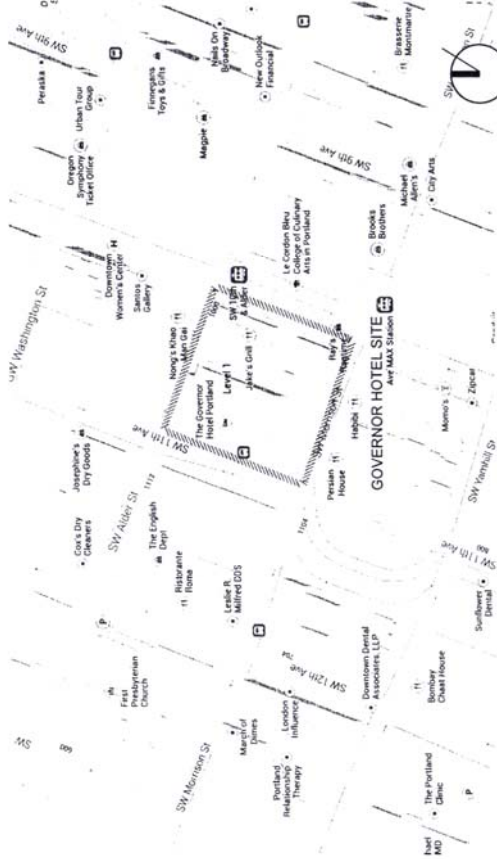 SW 9th Ave
Peraska
Urban Tour
Group
Oregon
Symphony
Ticket Office
Finnegans
Toys & Gifts
Nails On
Broadway
New Outlook
Financial
Brasserie
Montmartre
Magpie
SW 9th Ave
Michael
Allen's
City Arts
Brooks
Brothers
Le Cordon Bleu
College of Culinary
Arts in Portland
Downtown
Women's Center
Santos
Gallery
SW Washington St
Nong's Khao
Man Gai
SW 10th
& Alder
The Governor
Hotel Portland
Level 1
Jake's Grill
Ray's
SW 11th Ave
GOVERNOR HOTEL SITE
Ave MAX Station
Habibi
Persian
House
Momo's
Zipcar
SW Yamhill St
Josephine's
Dry Goods
Cox's Dry
Cleaners
SW Alder St
1112
The English
Dept
Ristorante
Roma
Leslie R
Milfred DDS
1104
SW 11th Ave
Sunflower
Dental
First
Presbyterian
Church
P
SW 12th Ave
Downtown Dental
Associates, LLP
Bombay
Chaat House
March of
Dimes
London
Influence
Portland
Relationship
Therapy
SW Morrison St
SW
The Portland
Clinic
P
hael
MD